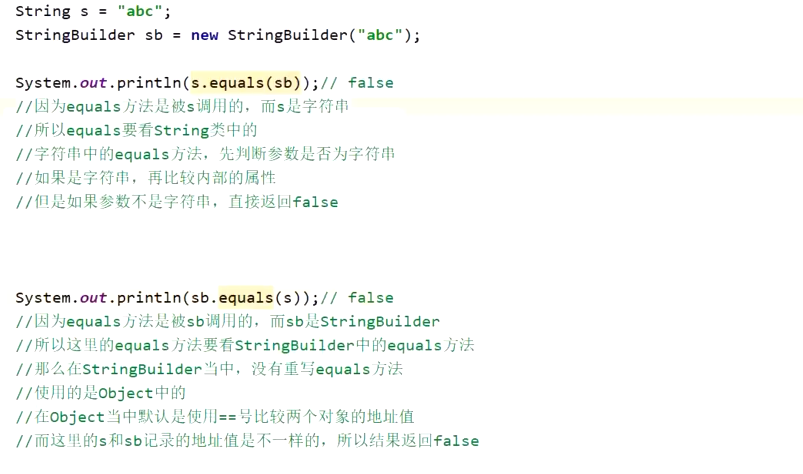 String s = "abc";
StringBuilder sb = new StringBuilder("abc");
System.out.println(s.equals(sb));// false
//因为equals方法是被s调用的，而s是字符串
//所以equals要看String类中的
//字符串中的equals方法，先判断参数是否为字符串
//如果是字符串，再比较内部的属性
//但是如果参数不是字符串，直接返回false
System.out.println(sb.equals(s));// false
//因为equals方法是被sb调用的，而sb是StringBuilder
//所以这里的equals方法要看StringBuilder中的equals方法
//那么在StringBuilder当中，没有重写equals方法
//使用的是Object中的
//在Object当中默认是使用==号比较两个对象的地址值
//而这里的s和sb记录的地址值是不一样的，所以结果返回false